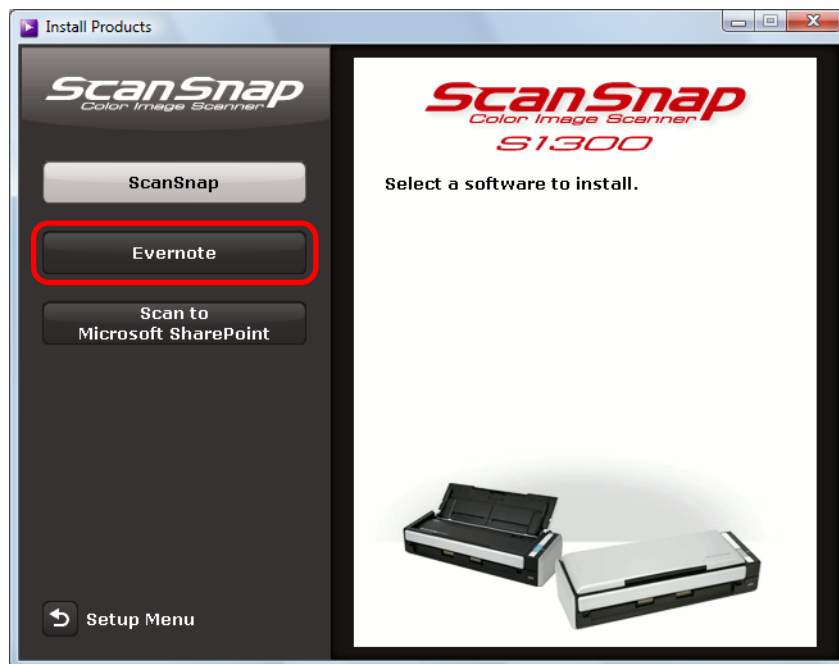 Install Products
ScanSnap
Color Image Scanner
ScanSnap
Evernote
Scan to
Microsoft SharePoint
Setup Menu
ScanSnap
Color Image Scanner
S1300
Select a software to install.